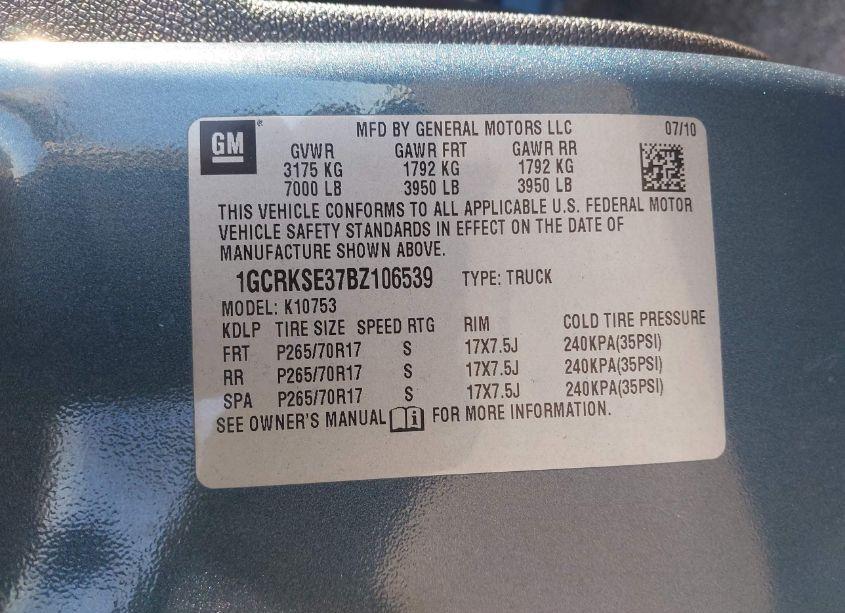 GM
MFD BY GENERAL MOTORS LLC 07/10
GVWR GAWR FRT GAWR RR
3175 KG 1792 KG 1792 KG
7000 LB 3950 LB 3950 LB
THIS VEHICLE CONFORMS TO ALL APPLICABLE U.S. FEDERAL MOTOR
VEHICLE SAFETY STANDARDS IN EFFECT ON THE DATE OF
MANUFACTURE SHOWN ABOVE.
1GCRKSE37BZ106539 TYPE: TRUCK
MODEL: K10753
KDLP TIRE SIZE SPEED RTG RIM COLD TIRE PRESSURE
FRT P265/70R17 S 17X7.5J 240KPA(35PSI)
RR P265/70R17 S 17X7.5J 240KPA(35PSI)
SPA P265/70R17 S 17X7.5J 240KPA(35PSI)
SEE OWNER'S MANUAL i FOR MORE INFORMATION.